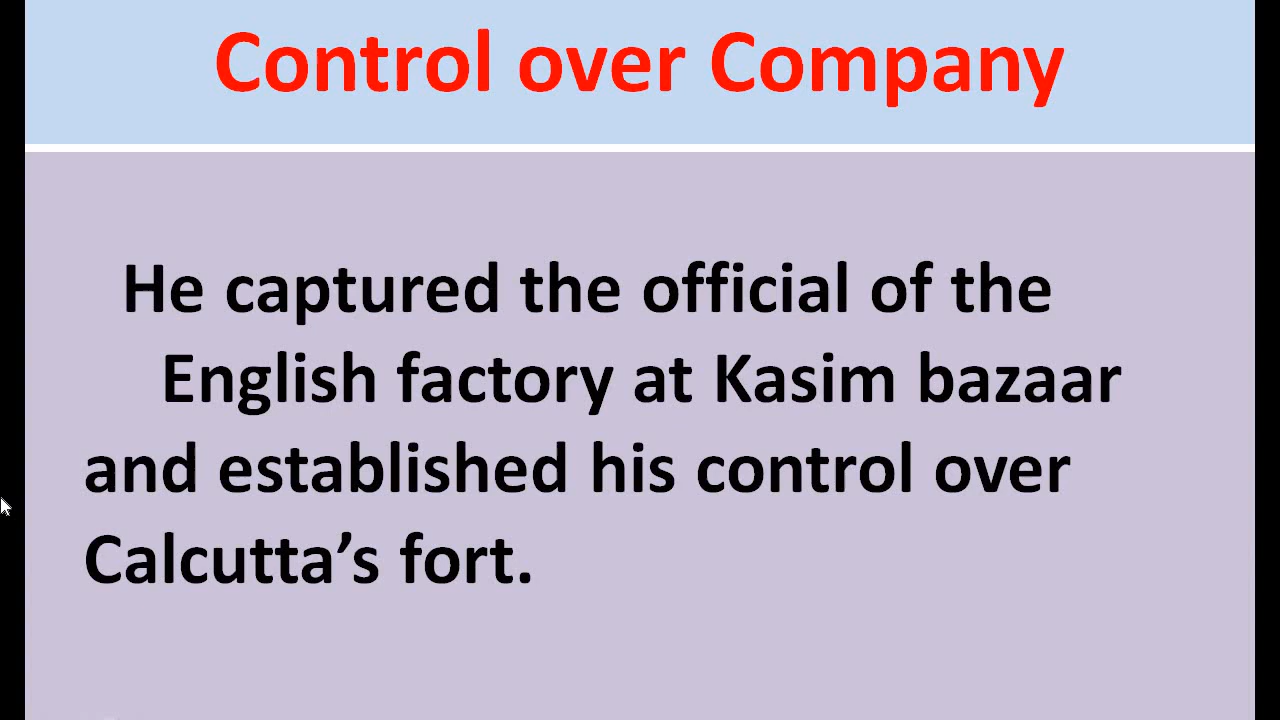 Control over Company
He captured the official of the
English factory at Kasim bazaar
and established his control over
Calcutta’s fort.